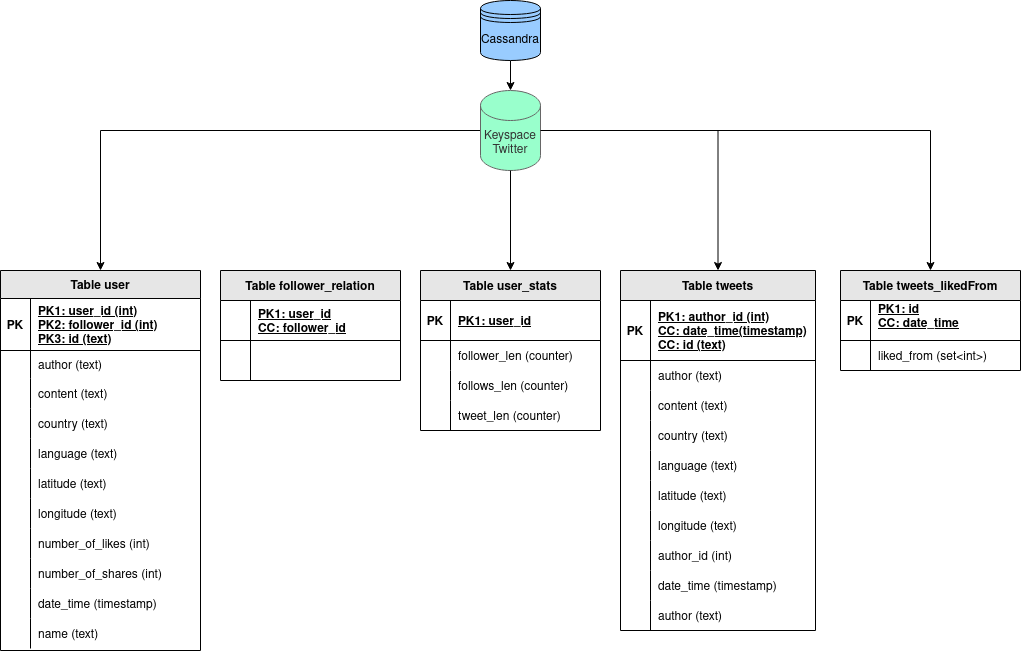 Cassandra
Keyspace
Twitter
Table user
PK
PK1: user_id (int)
PK2: follower_id (int)
PK3: id (text)
author (text)
content (text)
country (text)
language (text)
latitude (text)
longitude (text)
number_of_likes (int)
number_of_shares (int)
date_time (timestamp)
name (text)
Table follower_relation
PK1: user_id
CC: follower_id
Table user_stats
PK
PK1: user_id
follower_len (counter)
follows_len (counter)
tweet_len (counter)
Table tweets
PK
PK1: author_id (int)
CC: date_time(timestamp)
CC: id (text)
author (text)
content (text)
country (text)
language (text)
latitude (text)
longitude (text)
author_id (int)
date_time (timestamp)
author (text)
Table tweets_likedFrom
PK
PK1: id
CC: date_time
liked_from (set<int>)